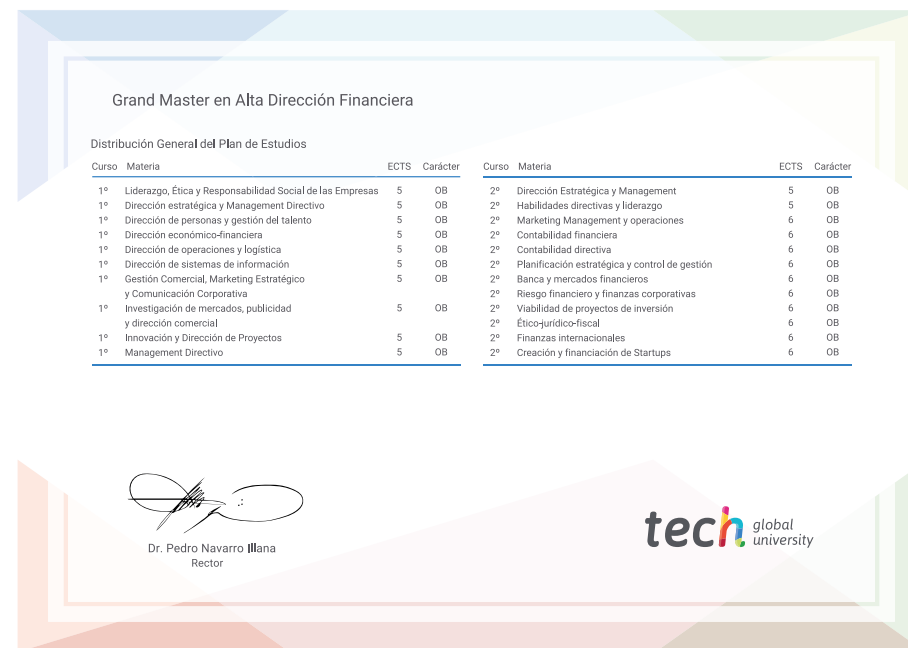 Grand Master en Alta Dirección Financiera
Distribución General del Plan de Estudios
Curso Materia ECTS Carácter
1º Liderazgo, Ética y Responsabilidad Social de las Empresas 5 OB
1º Dirección estratégica y Management Directivo 5 OB
1º Dirección de personas y gestión del talento 5 OB
1º Dirección económico-financiera 5 OB
1º Dirección de operaciones y logística 5 OB
1º Dirección de sistemas de información 5 OB
1º Gestión Comercial, Marketing Estratégico 5 OB
y Comunicación Corporativa
1º Investigación de mercados, publicidad 5 OB
y dirección comercial
1º Innovación y Dirección de Proyectos 5 OB
1º Management Directivo 5 OB
Curso Materia ECTS Carácter
2º Dirección Estratégica y Management 5 OB
2º Habilidades directivas y liderazgo 5 OB
2º Marketing Management y operaciones 6 OB
2º Contabilidad financiera 6 OB
2º Contabilidad directiva 6 OB
2º Planificación estratégica y control de gestión 6 OB
2º Banca y mercados financieros 6 OB
2º Riesgo financiero y finanzas corporativas 6 OB
2º Viabilidad de proyectos de inversión 6 OB
2º Ético-jurídico-fiscal 6 OB
2º Finanzas internacionales 6 OB
2º Creación y financiación de Startups 6 OB
Dr. Pedro Navarro Illana
Rector
tech global
university